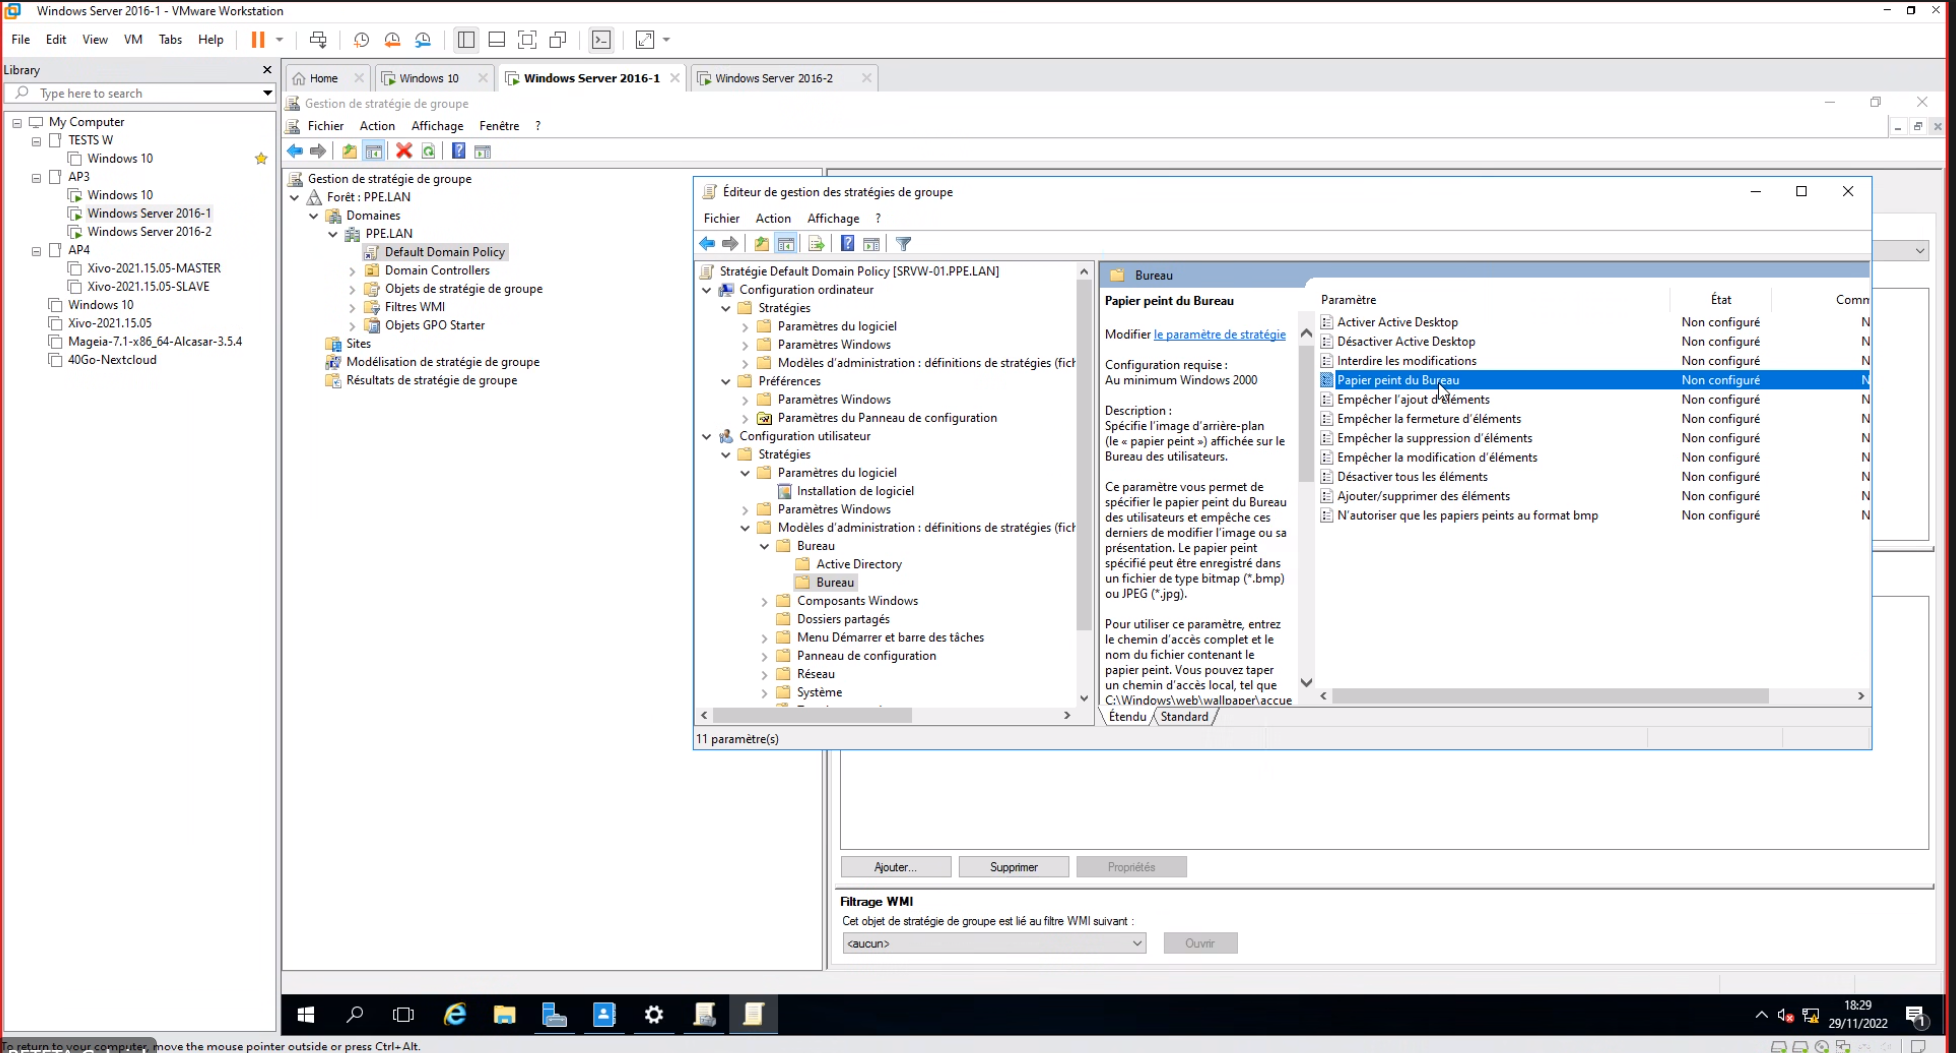 Windows Server 2016-1 - VMware Workstation
File Edit View VM Tabs Help
Library
Type here to search
My Computer
TESTS W
Windows 10
AP3
Windows 10
Windows Server 2016-1
Windows Server 2016-2
AP4
Xivo-2021.15.05-MASTER
Xivo-2021.15.05-SLAVE
Windows 10
Xivo-2021.15.05
Mageia-7.1-x86_64-Alcasar-3.5.4
40Go-Nextcloud
Home
Windows 10
Windows Server 2016-1
Windows Server 2016-2
Gestion de stratégie de groupe
Fichier Action Affichage Fenêtre ?
Gestion de stratégie de groupe
Forêt : PPE.LAN
Domaines
PPE.LAN
Default Domain Policy
Domain Controllers
Objets de stratégie de groupe
Filtres WMI
Objets GPO Starter
Sites
Modélisation de stratégie de groupe
Résultats de stratégie de groupe
Éditeur de gestion des stratégies de groupe
Fichier Action Affichage ?
Stratégie Default Domain Policy [SRVW-01.PPE.LAN]
Configuration ordinateur
Stratégies
Paramètres du logiciel
Paramètres Windows
Modèles d'administration : définitions de stratégies (fich
Préférences
Paramètres Windows
Paramètres du Panneau de configuration
Configuration utilisateur
Stratégies
Paramètres du logiciel
Installation de logiciel
Paramètres Windows
Modèles d'administration : définitions de stratégies (fich
Bureau
Active Directory
Bureau
Composants Windows
Dossiers partagés
Menu Démarrer et barre des tâches
Panneau de configuration
Réseau
Système
Bureau
Papier peint du Bureau
Modifier le paramètre de stratégie
Configuration requise :
Au minimum Windows 2000
Description :
Spécifie l'image d'arrière-plan
(le « papier peint ») affichée sur le
Bureau des utilisateurs.
Ce paramètre vous permet de
spécifier le papier peint du Bureau
des utilisateurs et empêche ces
derniers de modifier l'image ou sa
présentation. Le papier peint
spécifié peut être enregistré dans
un fichier de type bitmap (*.bmp)
ou JPEG (*.jpg).
Pour utiliser ce paramètre, entrez
le chemin d'accès complet et le
nom du fichier contenant le
papier peint. Vous pouvez taper
un chemin d'accès local, tel que
C:\Windows\web\wallpaper\accue
Paramètre État Comm
Activer Active Desktop Non configuré N
Désactiver Active Desktop Non configuré N
Interdire les modifications Non configuré N
Papier peint du Bureau Non configuré N
Empêcher l'ajout d'éléments Non configuré N
Empêcher la fermeture d'éléments Non configuré N
Empêcher la suppression d'éléments Non configuré N
Empêcher la modification d'éléments Non configuré N
Désactiver tous les éléments Non configuré N
Ajouter/supprimer des éléments Non configuré N
N'autoriser que les papiers peints au format bmp Non configuré N
Étendu Standard
11 paramètre(s)
Ajouter... Supprimer Propriétés
Filtrage WMI
Cet objet de stratégie de groupe est lié au filtre WMI suivant :
<aucun> Ouvrir
18:29
29/11/2022
1
To return to your computer, move the mouse pointer outside or press Ctrl+Alt.